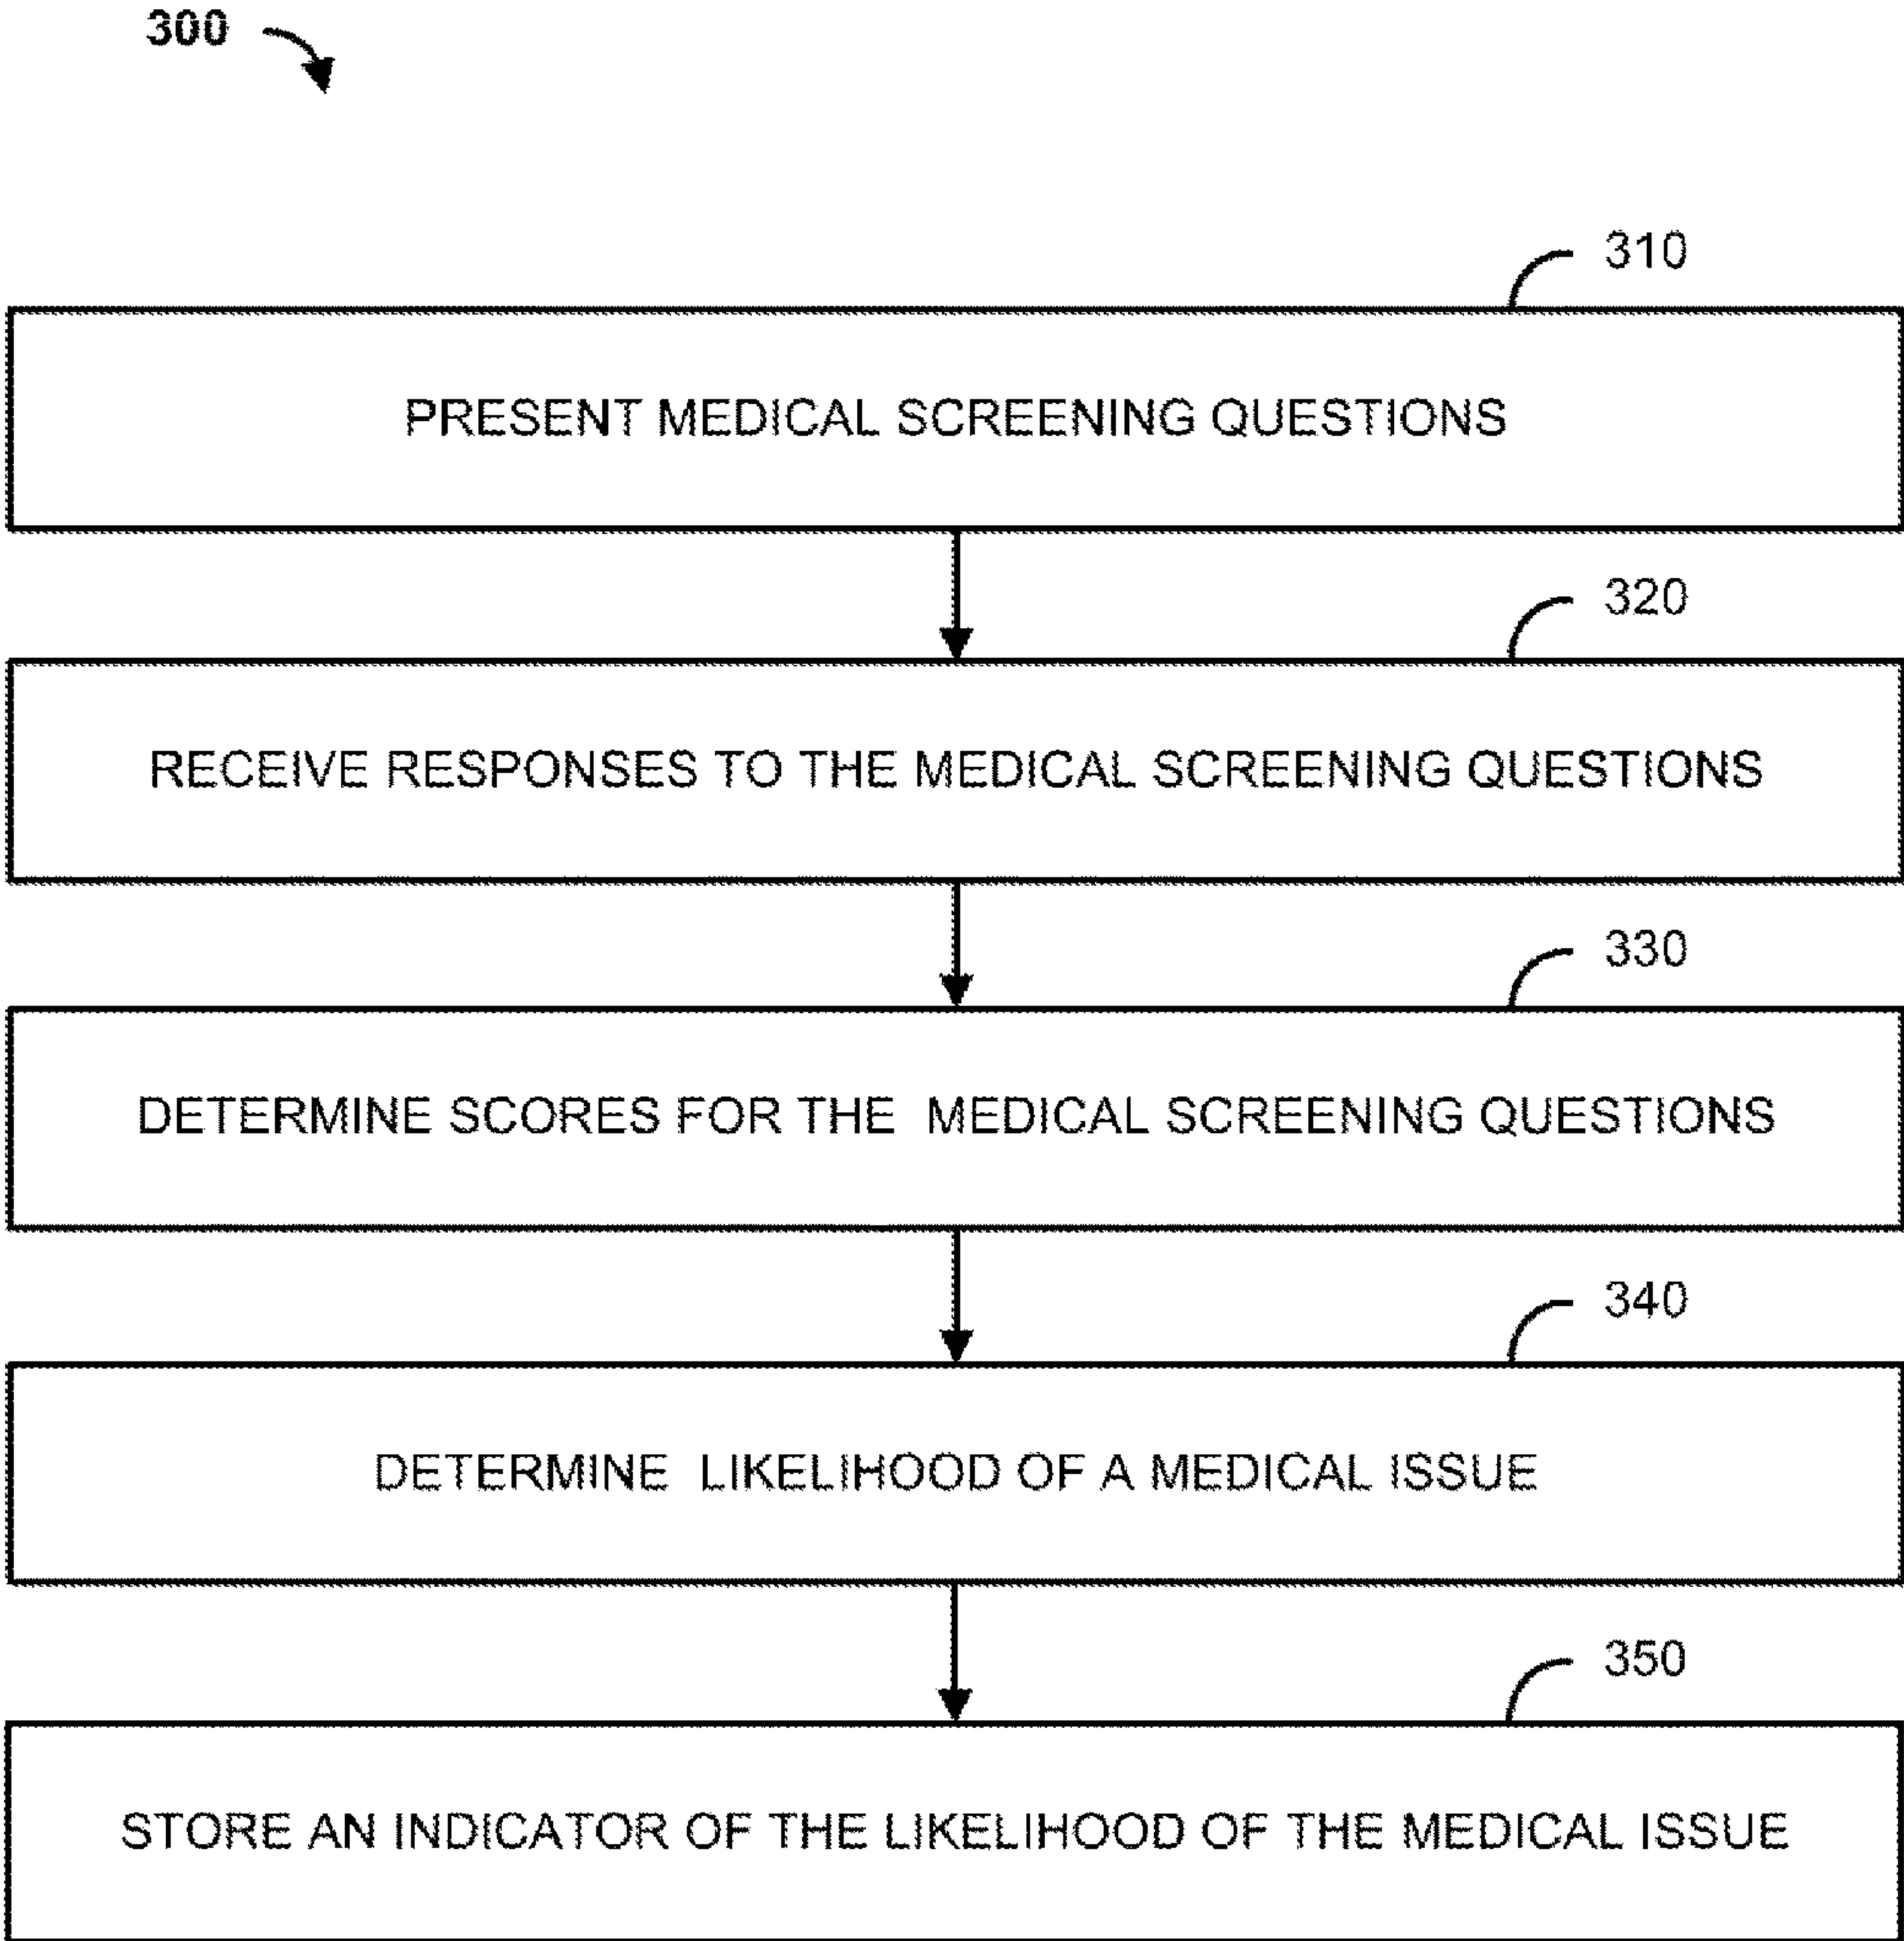 300
310
PRESENT MEDICAL SCREENING QUESTIONS
320
RECEIVE RESPONSES TO THE MEDICAL SCREENING QUESTIONS
330
DETERMINE SCORES FOR THE MEDICAL SCREENING QUESTIONS
340
DETERMINE LIKELIHOOD OF A MEDICAL ISSUE
350
STORE AN INDICATOR OF THE LIKELIHOOD OF THE MEDICAL ISSUE